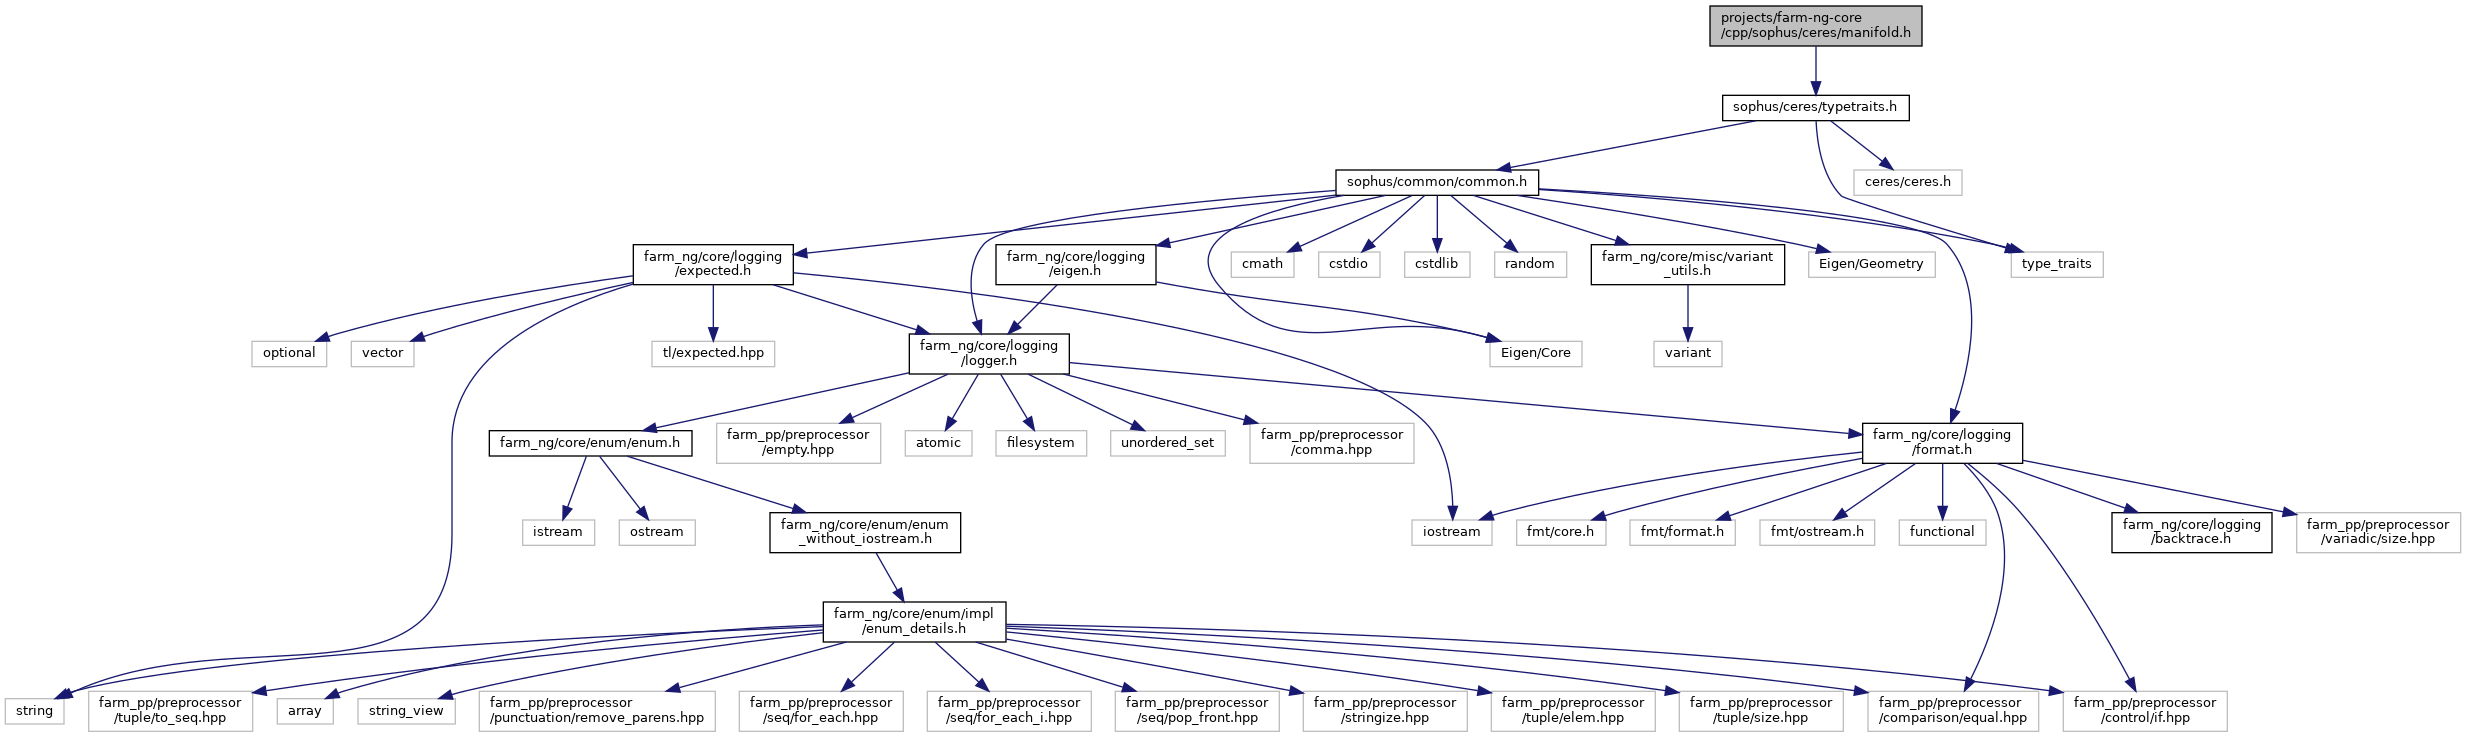 projects/farm-ng-core
/cpp/sophus/ceres/manifold.h
sophus/ceres/typetraits.h
sophus/common/common.h
ceres/ceres.h
farm_ng/core/logging
/expected.h
farm_ng/core/logging
/eigen.h
cmath
cstdio
cstdlib
random
farm_ng/core/misc/variant
_utils.h
Eigen/Geometry
type_traits
optional
vector
tl/expected.hpp
farm_ng/core/logging
/logger.h
Eigen/Core
variant
farm_ng/core/enum/enum.h
farm_pp/preprocessor
/empty.hpp
atomic
filesystem
unordered_set
farm_pp/preprocessor
/comma.hpp
farm_ng/core/logging
/format.h
istream
ostream
farm_ng/core/enum/enum
_without_iostream.h
iostream
fmt/core.h
fmt/format.h
fmt/ostream.h
functional
farm_ng/core/logging
/backtrace.h
farm_pp/preprocessor
/variadic/size.hpp
farm_ng/core/enum/impl
/enum_details.h
string
farm_pp/preprocessor
/tuple/to_seq.hpp
array
string_view
farm_pp/preprocessor
/punctuation/remove_parens.hpp
farm_pp/preprocessor
/seq/for_each.hpp
farm_pp/preprocessor
/seq/for_each_i.hpp
farm_pp/preprocessor
/seq/pop_front.hpp
farm_pp/preprocessor
/stringize.hpp
farm_pp/preprocessor
/tuple/elem.hpp
farm_pp/preprocessor
/tuple/size.hpp
farm_pp/preprocessor
/comparison/equal.hpp
farm_pp/preprocessor
/control/if.hpp